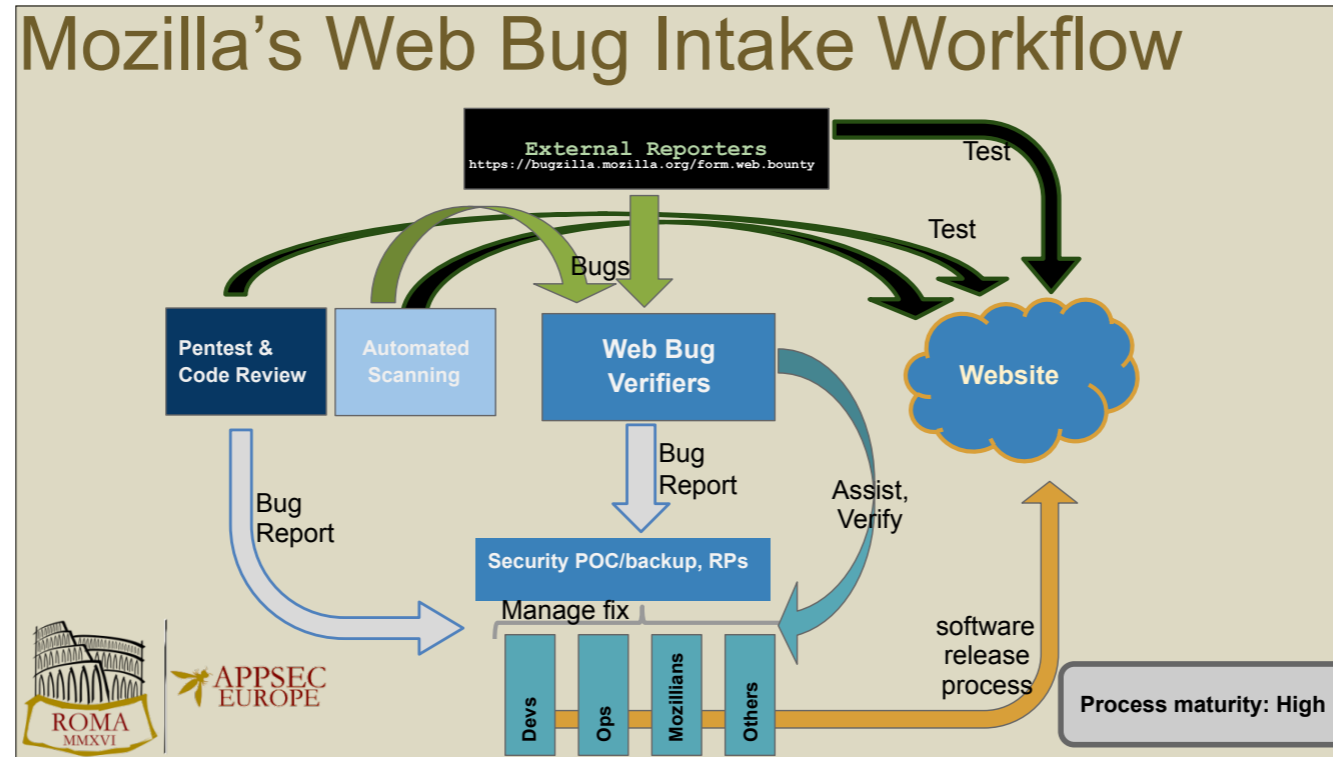 Mozilla’s Web Bug Intake Workflow
External Reporters
https://bugzilla.mozilla.org/form.web.bounty
Test
Test
Bugs
Pentest &
Code Review
Automated
Scanning
Web Bug
Verifiers
Website
Bug
Report
Bug
Report
Assist,
Verify
Security POC/backup, RPs
Manage fix
Devs
Ops
Mozillians
Others
software
release
process
Process maturity: High
ROMA
MMXVI
APPSEC
EUROPE